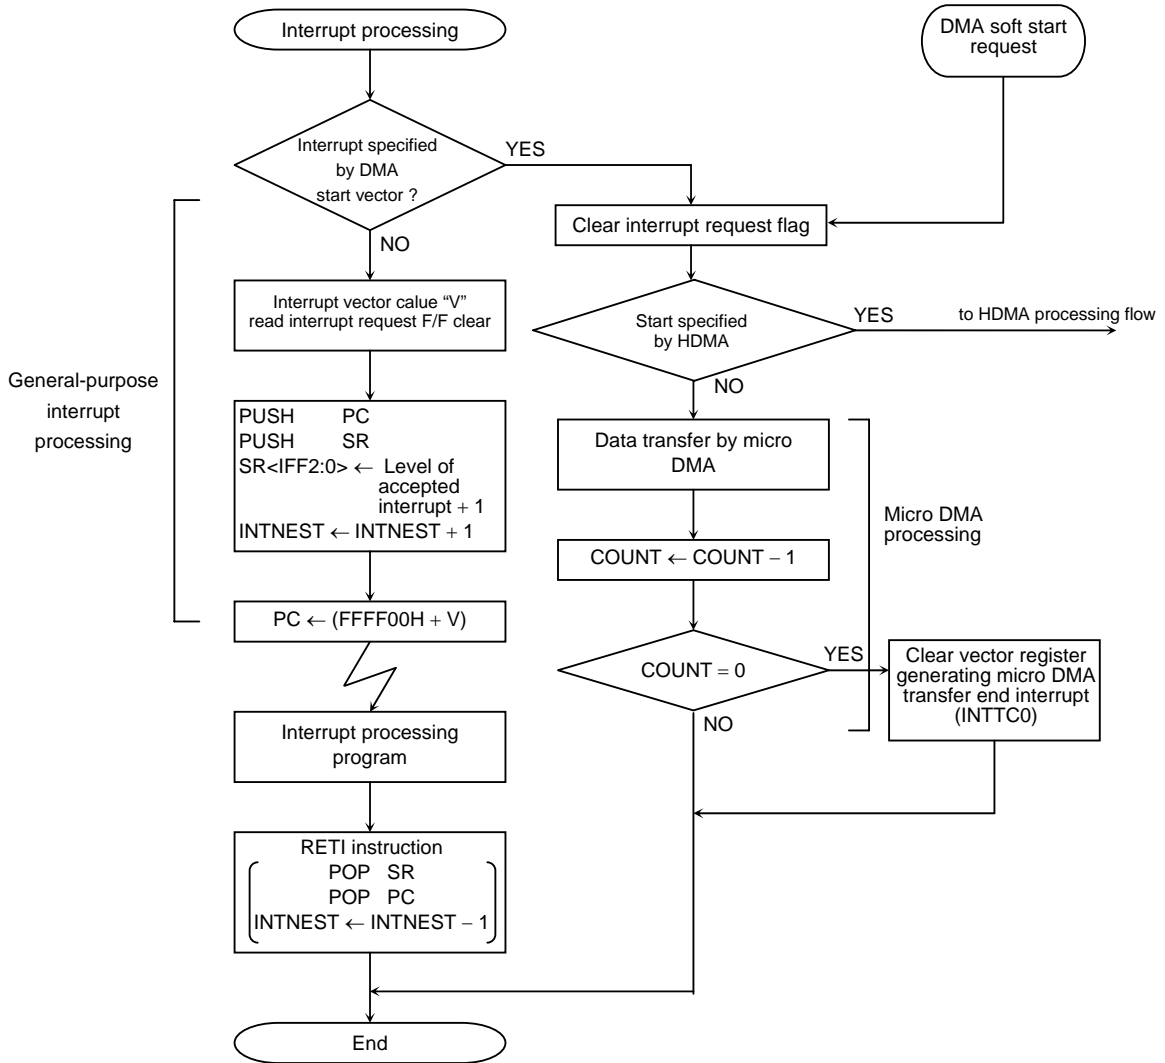 Interrupt processing
DMA soft start
request
Interrupt specified
by DMA
start vector ?
YES
NO
Clear interrupt request flag
Interrupt vector calue “V”
read interrupt request F/F clear
Start specified
by HDMA
YES
to HDMA processing flow
NO
General-purpose
interrupt
processing
PUSH PC
PUSH SR
SR<IFF2:0> ← Level of
accepted
interrupt + 1
INTNEST ← INTNEST + 1
Data transfer by micro
DMA
Micro DMA
processing
COUNT ← COUNT − 1
PC ← (FFFF00H + V)
COUNT = 0
YES
NO
Clear vector register
generating micro DMA
transfer end interrupt
(INTTC0)
Interrupt processing
program
RETI instruction
POP SR
POP PC
INTNEST ← INTNEST − 1
End